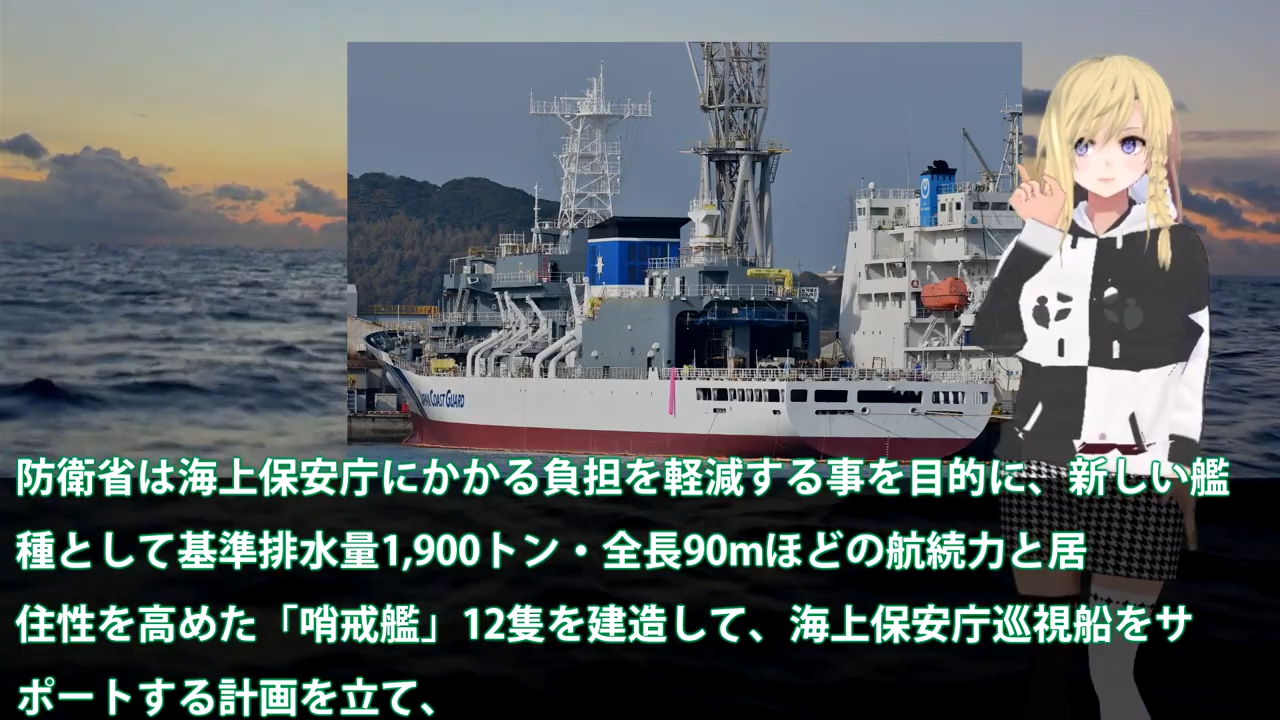 JAPAN COAST GUARD
防衛省は海上保安庁にかかる負担を軽減する事を目的に、新しい艦
種として基準排水量1,900トン・全長90mほどの航続力と居
住性を高めた「哨戒艦」12隻を建造して、海上保安庁巡視船をサ
ポートする計画を立て、